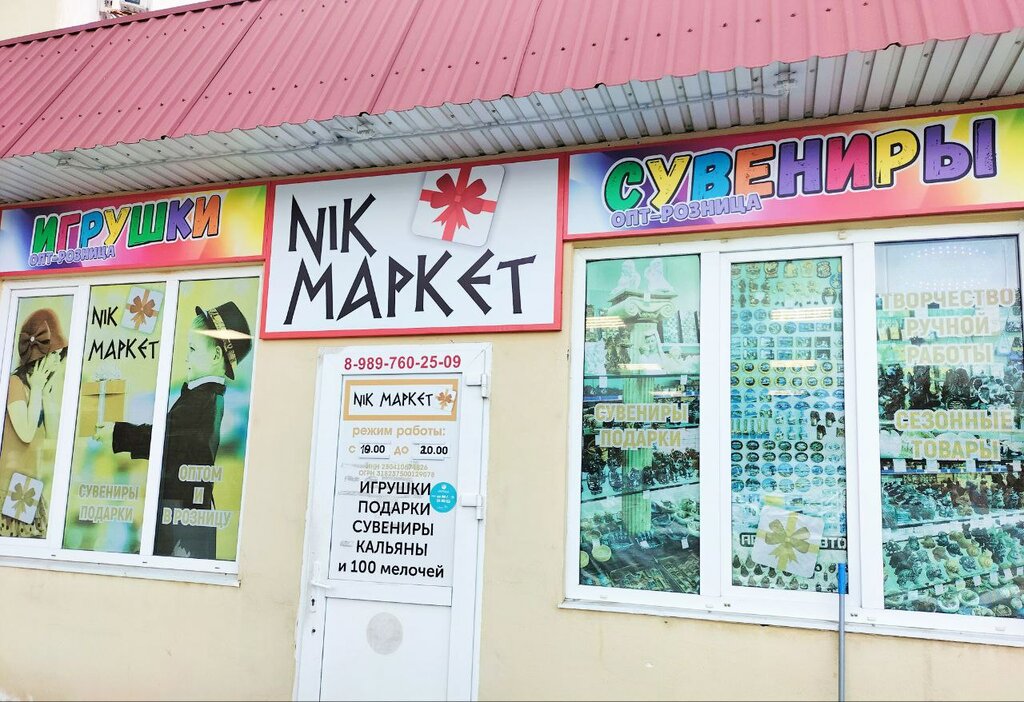 ИГРУШКИ
ОПТ-РОЗНИЦА
NIK
МАРКЕТ
СУВЕНИРЫ
ОПТ-РОЗНИЦА
NIK
МАРКЕТ
СУВЕНИРЫ
ПОДАРКИ
ОПТОМ
И
В РОЗНИЦУ
8-989-760-25-09
NIK МАРКЕТ
режим работы:
до 20.00
ИГРУШКИ
ПОДАРКИ
СУВЕНИРЫ
КАЛЬЯНЫ
и 100 мелочей
СУВЕНИРЫ
ПОДАРКИ
ТВОРЧЕСТВО
РУЧНОЙ
РАБОТЫ
СЕЗОННЫЕ
ТОВАРЫ